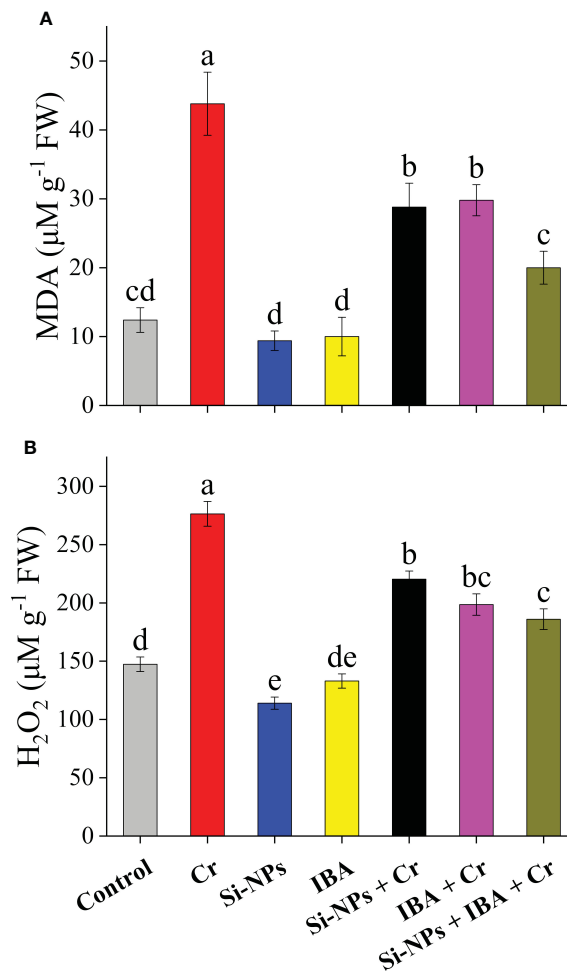 A
MDA (μM g⁻¹ FW)
50
40
30
20
10
0
cd
a
d
d
b
b
c
B
H₂O₂ (μM g⁻¹ FW)
300
250
200
150
100
50
0
d
a
e
de
b
bc
c
Control
Cr
Si-NPs
IBA
Si-NPs + Cr
IBA + Cr
Si-NPs + IBA + Cr